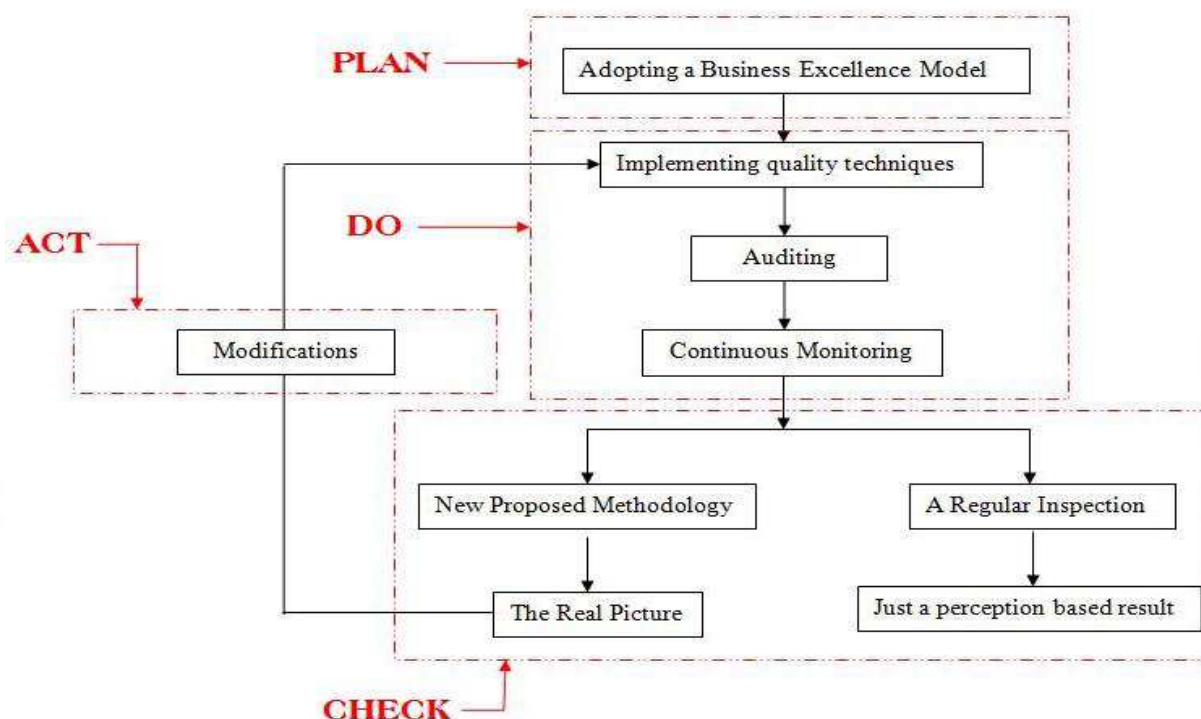 PLAN
Adopting a Business Excellence Model
Implementing quality techniques
DO
ACT
Auditing
Modifications
Continuous Monitoring
New Proposed Methodology
A Regular Inspection
The Real Picture
Just a perception based result
CHECK